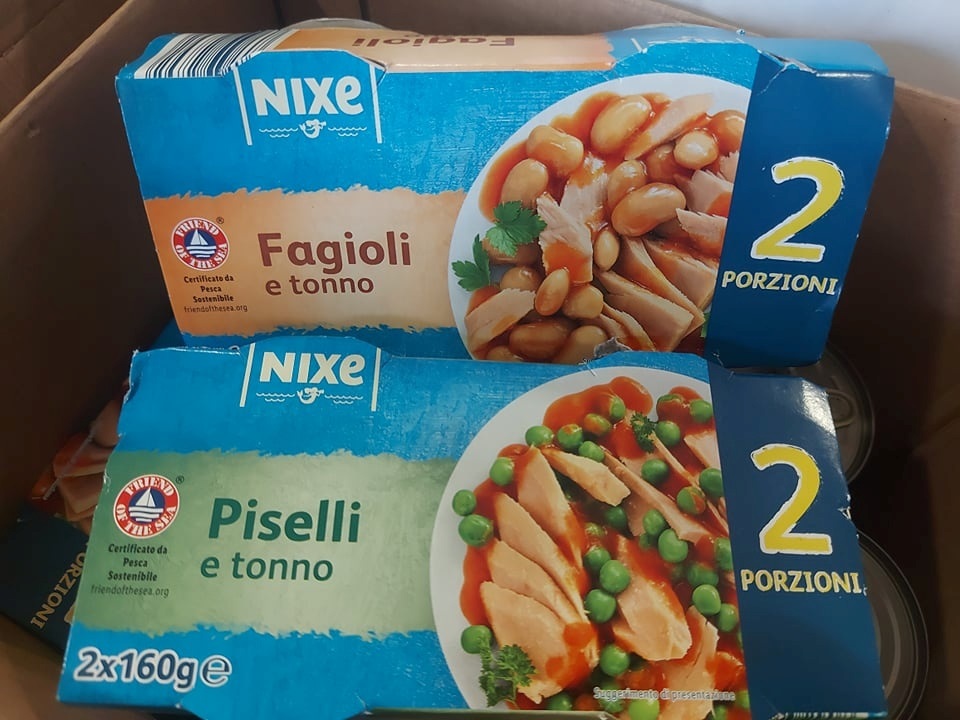 Fagioli
NIXe
2
PORZIONI
FRIEND OF THE SEA
®
Certificato da
Pesca
Sostenibile
friendofthesea.org
Fagioli
e tonno
NIXe
2
PORZIONI
FRIEND OF THE SEA
®
Certificato da
Pesca
Sostenibile
friendofthesea.org
Piselli
e tonno
2x160g e
Suggerimento di presentazione
PORZIONI